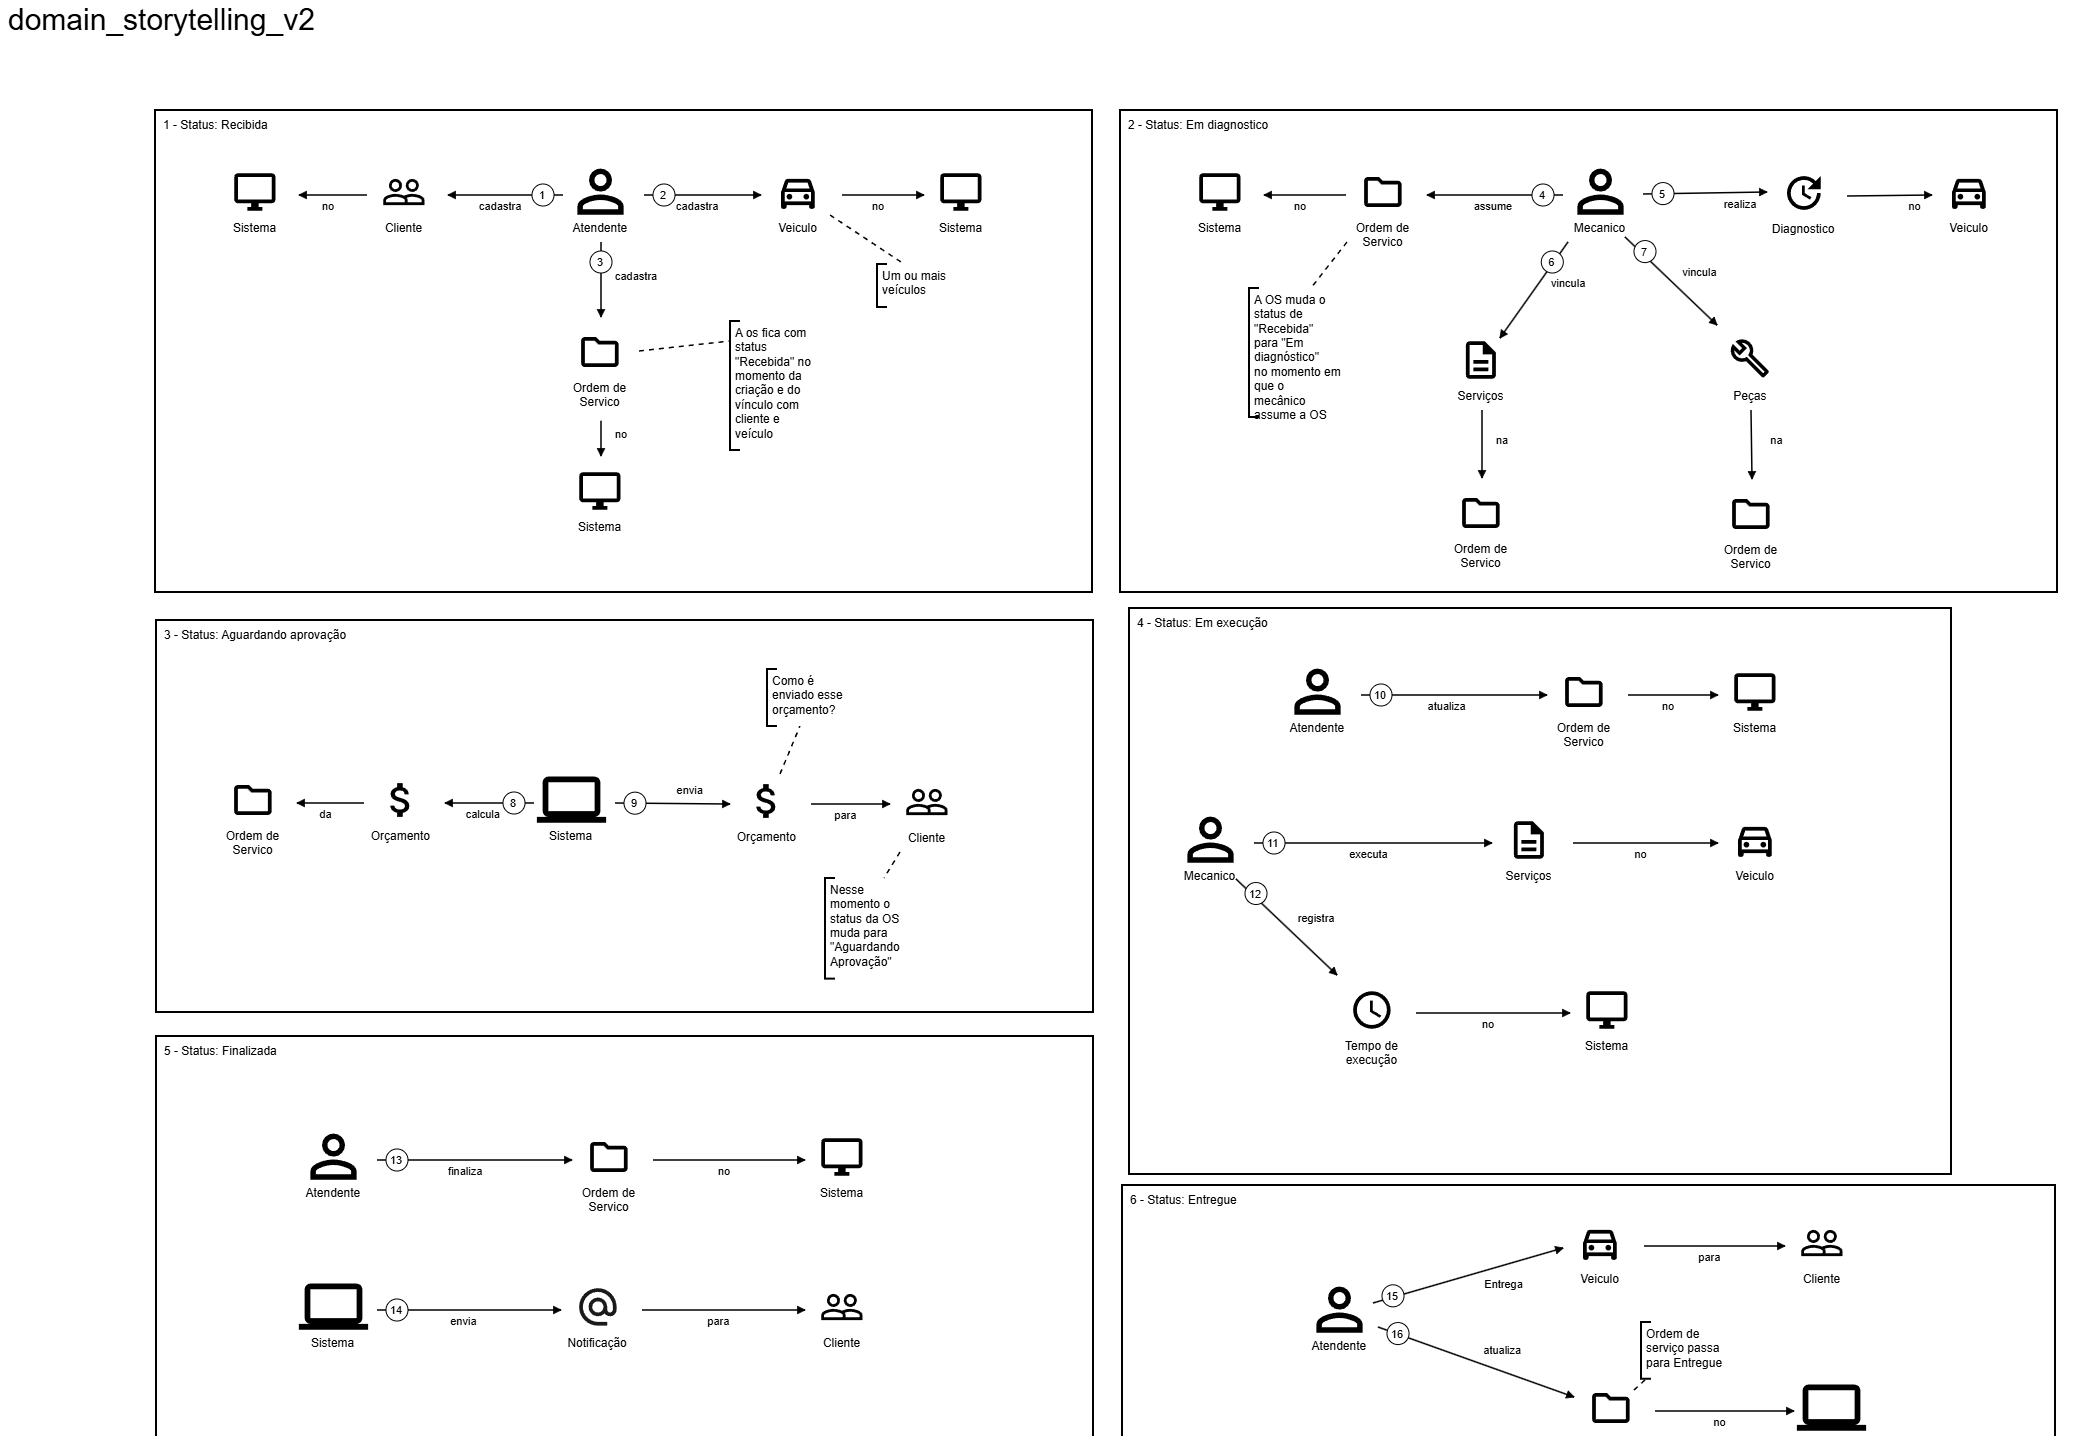 domain_storytelling_v2
1 - Status: Recibida
Sistema
no
Cliente
cadastra
1
Atendente
2
cadastra
Veiculo
no
Sistema
Um ou mais
veículos
3
cadastra
Ordem de
Servico
A os fica com
status
"Recebida" no
momento da
criação e do
vínculo com
cliente e
veículo
no
Sistema
2 - Status: Em diagnostico
Sistema
no
Ordem de
Servico
assume
4
Mecanico
5
realiza
Diagnostico
no
Veiculo
A OS muda o
status de
"Recebida"
para "Em
diagnóstico"
no momento em
que o
mecânico
assume a OS
6
vincula
7
vincula
Serviços
Peças
na
na
Ordem de
Servico
Ordem de
Servico
3 - Status: Aguardando aprovação
Como é
enviado esse
orçamento?
Ordem de
Servico
da
Orçamento
calcula
8
Sistema
9
envia
Orçamento
para
Cliente
Nesse
momento o
status da OS
muda para
"Aguardando
Aprovação"
4 - Status: Em execução
Atendente
10
atualiza
Ordem de
Servico
no
Sistema
Mecanico
11
executa
Serviços
no
Veiculo
12
registra
Tempo de
execução
no
Sistema
5 - Status: Finalizada
Atendente
13
finaliza
Ordem de
Servico
no
Sistema
Sistema
14
envia
Notificação
para
Cliente
6 - Status: Entregue
Atendente
15
Entrega
Veiculo
para
Cliente
16
atualiza
Ordem de
serviço passa
para Entregue
no